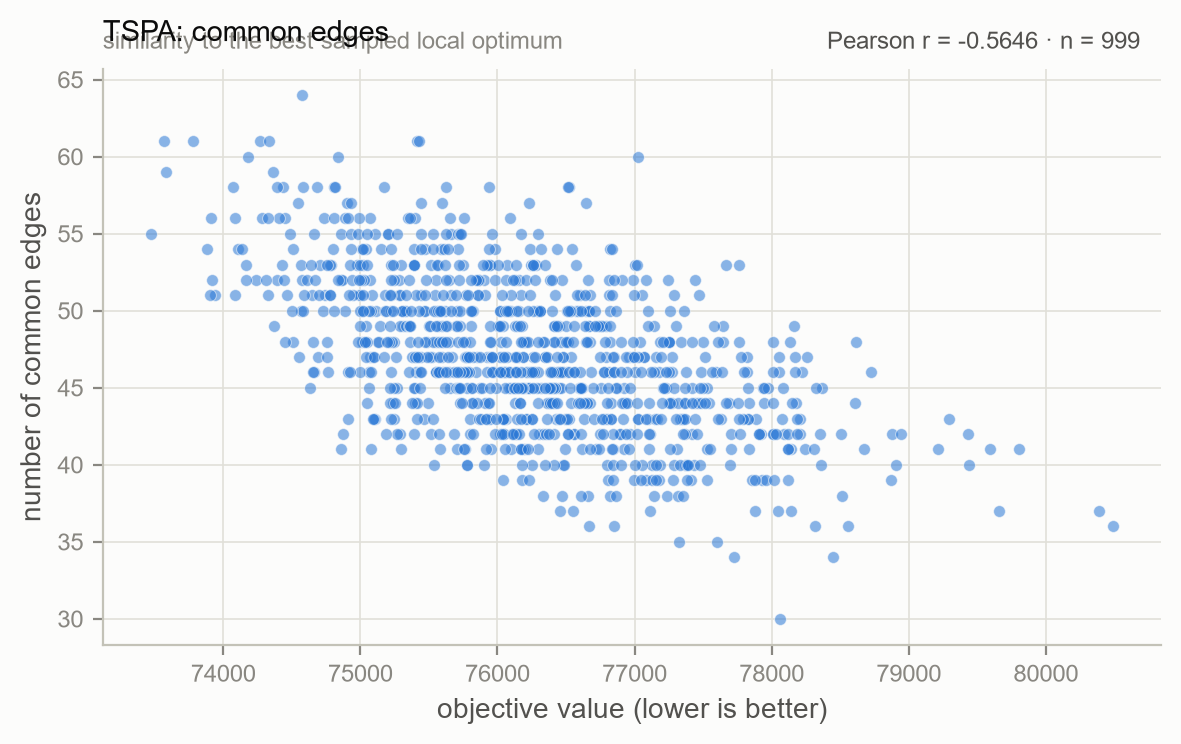 TSPA: common edges
similarity to the best sampled local optimum
Pearson r = -0.5646 · n = 999
number of common edges
65
60
55
50
45
40
35
30
74000 75000 76000 77000 78000 79000 80000
objective value (lower is better)